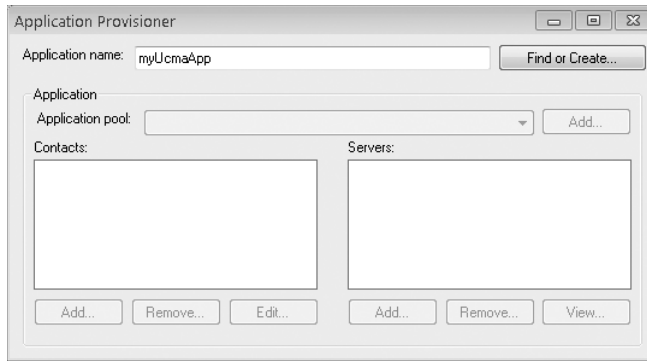 Application Provisioner
Application name: myUcmaApp Find or Create...
Application
Application pool: Add...
Contacts: Servers:
Add... Remove... Edit... Add... Remove... View...